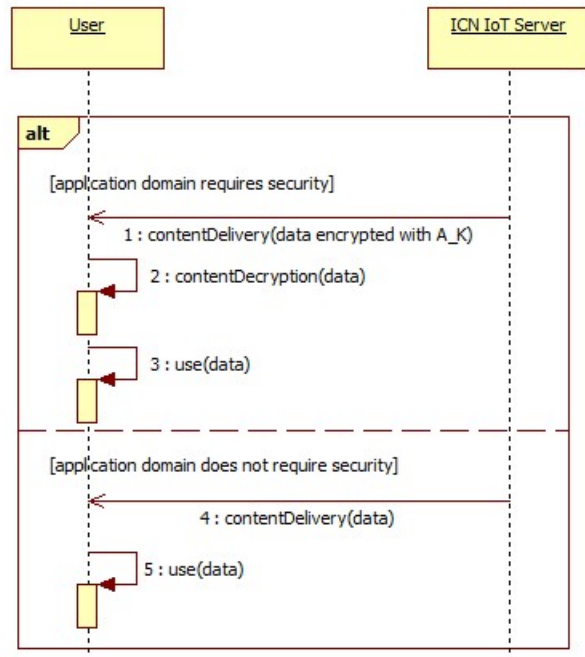 User
ICN IoT Server
alt
[application domain requires security]
1 : contentDelivery(data encrypted with A_K)
2 : contentDecryption(data)
3 : use(data)
[application domain does not require security]
4 : contentDelivery(data)
5 : use(data)